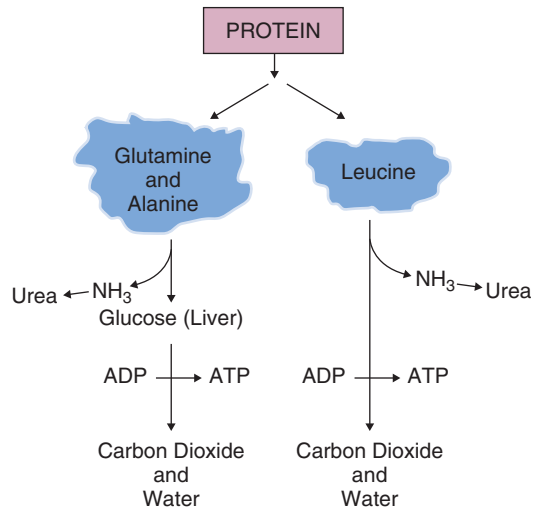 PROTEIN
Glutamine
and
Alanine
Leucine
Urea
NH3
Glucose (Liver)
NH3
Urea
ADP
ATP
ADP
ATP
Carbon Dioxide
and
Water
Carbon Dioxide
and
Water